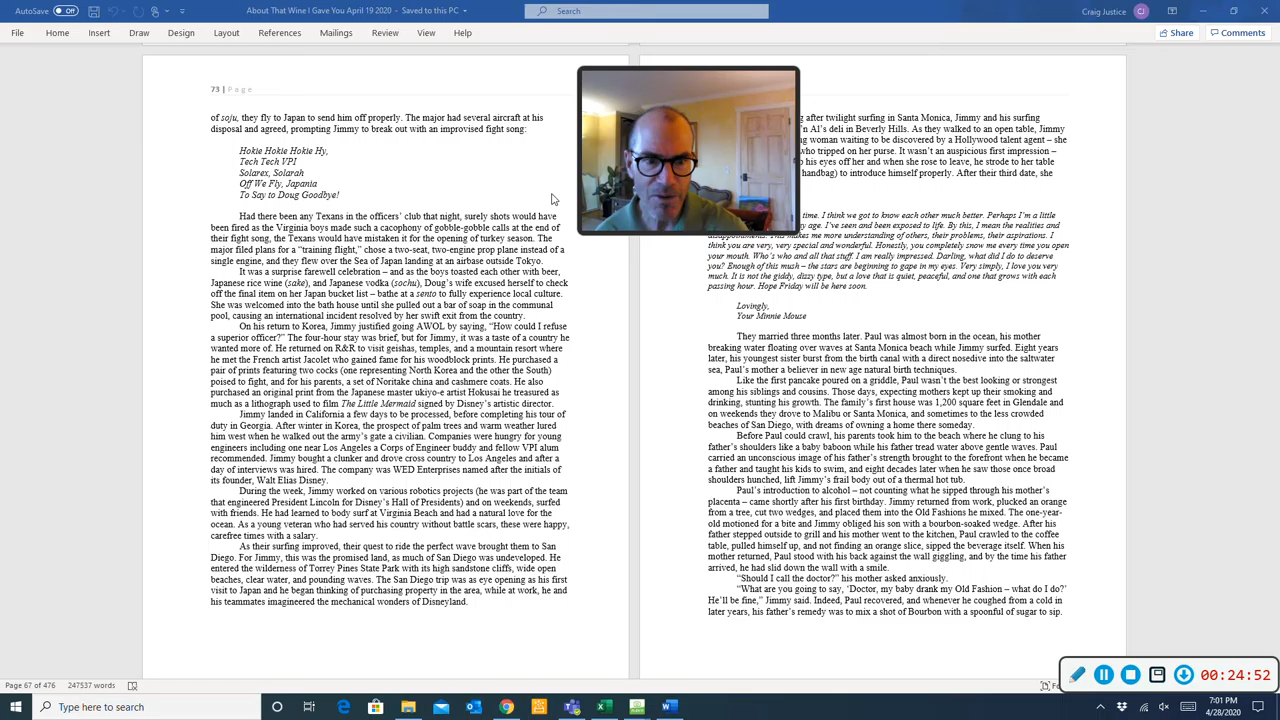 AutoSave Off
About That Hokie Wine I Gave You April 19 2020 - Saved to this PC
Search
Craig Justice
File Home Insert Draw Design Layout References Mailings Review View Help Share Comments
73 | Page
of soju, they fly to Japan to send him off properly. The major had several aircraft at his
disposal and agreed, prompting Jimmy to break out with an improvised fight song:
Hokie Hokie Hokie Hy,
Tech Tech VPI
Solarex, Solarah
Off We Fly, Japania
To Say to Doug Goodbye!
Had there been any Texans in the officers' club that night, surely shots would have
been fired as the Virginia boys made such a cacophony of gobble-gobble calls at the end of
their fight song, the Texans would have mistaken it for the opening of turkey season. The
major filed plans for a "training flight," chose a two-seat, two-engine prop plane instead of a
single engine, and they flew over the Sea of Japan landing at an airbase outside Tokyo.
It was a surprise farewell celebration – and as the boys toasted each other with beer,
Japanese rice wine (sake), and Japanese vodka (sochu), Doug's wife excused herself to check
off the final item on her Japan bucket list – bathe at a sento to fully experience local culture.
She was welcomed into the bath house until she pulled out a bar of soap in the communal
pool, causing an international incident resolved by her swift exit from the country.
On his return to Korea, Jimmy justified going AWOL by saying, "How could I refuse
a superior officer?" The four-hour stay was brief, but for Jimmy, it was a taste of a country he
wanted more of. He returned on R&R to visit geishas, temples, and a mountain resort where
he met the French artist Jacolet who gained fame for his woodblock prints. He purchased a
pair of prints featuring two cocks (one representing North Korea and the other the South)
poised to fight, and for his parents, a set of Noritake china and cashmere coats. He also
purchased an original print from the Japanese master ukiyo-e artist Hokusai he treasured as
much as a lithograph used to film The Little Mermaid signed by Disney's artistic director.
Jimmy landed in California a few days to be processed, before completing his tour of
duty in Georgia. After winter in Korea, the prospect of palm trees and warm weather lured
him west when he walked out the army's gate a civilian. Companies were hungry for young
engineers including one near Los Angeles a Corps of Engineer buddy and fellow VPI alum
recommended. Jimmy bought a clunker and drove cross country to Los Angeles and after a
day of interviews was hired. The company was WED Enterprises named after the initials of
its founder, Walt Elias Disney.
During the week, Jimmy worked on various robotics projects (he was part of the team
that engineered President Lincoln for Disney's Hall of Presidents) and on weekends, surfed
with friends. He had learned to body surf at Virginia Beach and had a natural love for the
ocean. As a young veteran who had served his country without battle scars, these were happy,
carefree times with a salary.
As their surfing improved, their quest to ride the perfect wave brought them to San
Diego. For Jimmy, this was the promised land, as much of San Diego was undeveloped. He
entered the wilderness of Torrey Pines State Park with its high sandstone cliffs, wide open
beaches, clear water, and pounding waves. The San Diego trip was as eye opening as his first
visit to Japan and he began thinking of purchasing property in the area, while at work, he and
his teammates imagineered the mechanical wonders of Disneyland.
after twilight surfing in Santa Monica, Jimmy and his surfing
'n Al's deli in Beverly Hills. As they walked to an open table, Jimmy
woman waiting to be discovered by a Hollywood talent agent – she
who tripped on her purse. It wasn't an auspicious first impression –
his eyes off her and when she rose to leave, he strode to her table
handbag) to introduce himself properly. After their third date, she
time. I think we got to know each other much better. Perhaps I'm a little
my age. I've seen and been exposed to life. By this, I mean the realities and
disappointments. This makes me more understanding of others, their problems, their aspirations. I
think you are very, very special and wonderful. Honestly, you completely snow me every time you open
your mouth. Who's who and all that stuff. I am really impressed. Darling, what did I do to deserve
you? Enough of this mush – the stars are beginning to gape in my eyes. Very simply, I love you very
much. It is not the giddy, dizzy type, but a love that is quiet, peaceful, and one that grows with each
passing hour. Hope Friday will be here soon.
Lovingly,
Your Minnie Mouse
They married three months later. Paul was almost born in the ocean, his mother
breaking water floating over waves at Santa Monica beach while Jimmy surfed. Eight years
later, his youngest sister burst from the birth canal with a direct nosedive into the saltwater
sea, Paul's mother a believer in new age natural birth techniques.
Like the first pancake poured on a griddle, Paul wasn't the best looking or strongest
among his siblings and cousins. Those days, expecting mothers kept up their smoking and
drinking, stunting his growth. The family's first house was 1,200 square feet in Glendale and
on weekends they drove to Malibu or Santa Monica, and sometimes to the less crowded
beaches of San Diego, with dreams of owning a home there someday.
Before Paul could crawl, his parents took him to the beach where he clung to his
father's shoulders like a baby baboon while his father tread water above gentle waves. Paul
carried an unconscious image of his father's strength brought to the forefront when he became
a father and taught his kids to swim, and eight decades later when he saw those once broad
shoulders hunched, lift Jimmy's frail body out of a thermal hot tub.
Paul's introduction to alcohol – not counting what he sipped through his mother's
placenta – came shortly after his first birthday. Jimmy returned from work, plucked an orange
from a tree, cut two wedges, and placed them into the Old Fashions he mixed. The one-year-
old motioned for a bite and Jimmy obliged his son with a bourbon-soaked wedge. After his
father stepped outside to grill and his mother went to the kitchen, Paul crawled to the coffee
table, pulled himself up, and not finding an orange slice, sipped the beverage itself. When his
mother returned, Paul stood with his back against the wall giggling, and by the time his father
arrived, he had slid down the wall with a smile.
"Should I call the doctor?" his mother asked anxiously.
"What are you going to say, 'Doctor, my baby drank my Old Fashion – what do I do?'
He'll be fine," Jimmy said. Indeed, Paul recovered, and whenever he coughed from a cold in
later years, his father's remedy was to mix a shot of Bourbon with a spoonful of sugar to sip.
Page 67 of 476 247537 words
00:24:52
Type here to search
7:01 PM
4/28/2020